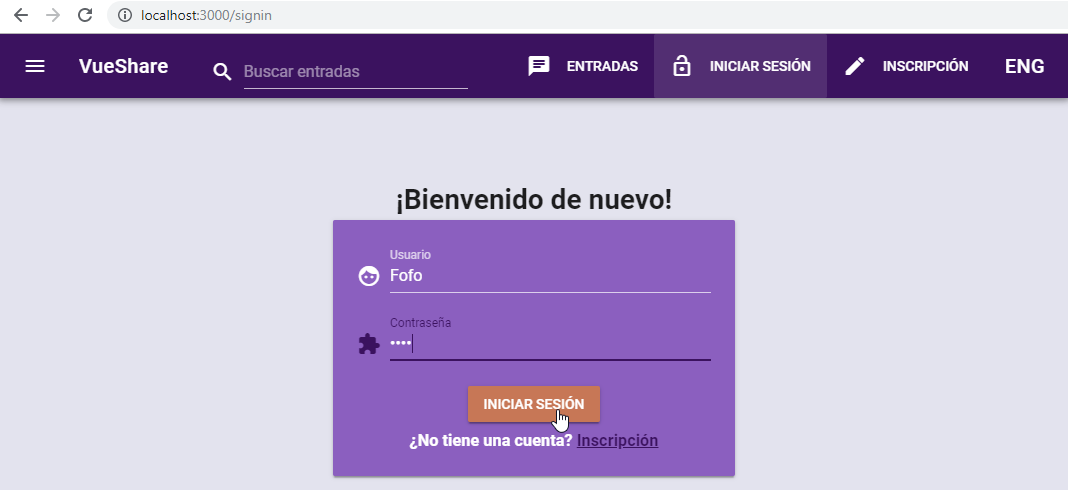 localhost:3000/signin
VueShare Buscar entradas ENTRADAS INICIAR SESIÓN INSCRIPCIÓN ENG
¡Bienvenido de nuevo!
Usuario
Fofo
Contraseña
••••
INICIAR SESIÓN
¿No tiene una cuenta? Inscripción